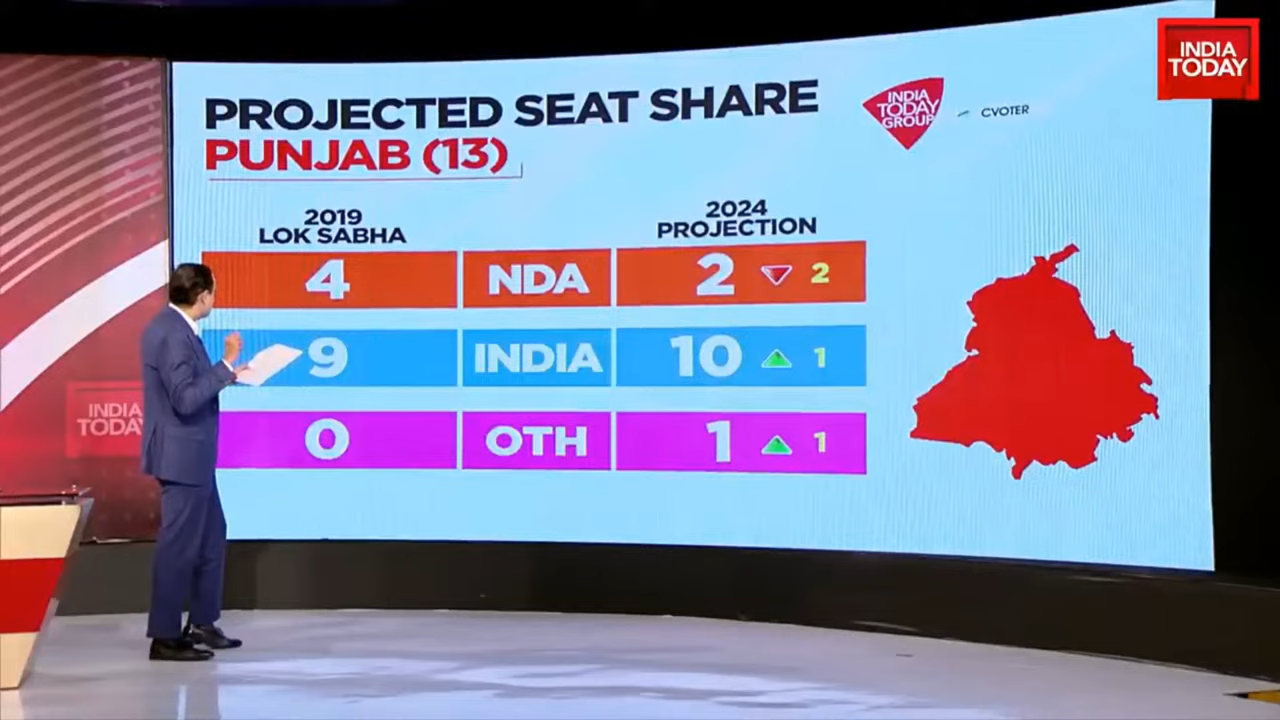 INDIA
TODAY
PROJECTED SEAT SHARE
PUNJAB (13)
INDIA
TODAY
GROUP
CVOTER
2019
LOK SABHA
2024
PROJECTION
4 NDA 2 2
9 INDIA 10 1
0 OTH 1 1
INDIA
TODAY